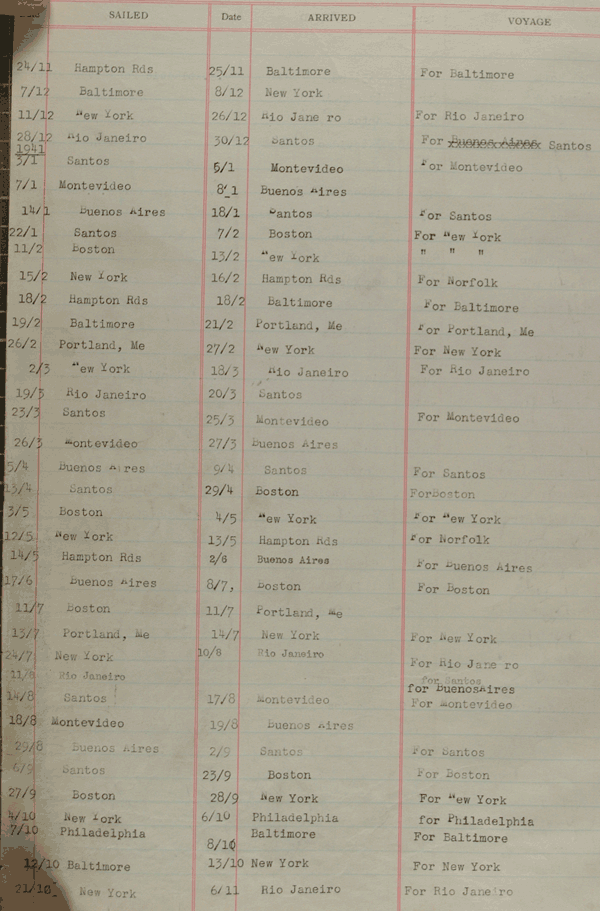 SAILED Date ARRIVED VOYAGE
24/11 Hampton Rds 25/11 Baltimore For Baltimore
7/12 Baltimore 8/12 New York
11/12 New York 26/12 Rio Jane ro For Rio Janeiro
28/12 Rio Janeiro 30/12 Santos For Buenos Aires Santos
1941
3/1 Santos 5/1 Montevideo For Montevideo
7/1 Montevideo 8_1 Buenos Aires
14/1 Buenos Aires 18/1 Santos For Santos
22/1 Santos 7/2 Boston For New York
11/2 Boston 13/2 New York " " "
15/2 New York 16/2 Hampton Rds For Norfolk
18/2 Hampton Rds 18/2 Baltimore For Baltimore
19/2 Baltimore 21/2 Portland, Me For Portland, Me
26/2 Portland, Me 27/2 New York For New York
2/3 New York 18/3 Rio Janeiro For Rio Janeiro
19/3 Rio Janeiro 20/3 Santos
23/3 Santos 25/3 Montevideo For Montevideo
26/3 Montevideo 27/3 Buenos Aires
5/4 Buenos Aires 9/4 Santos For Santos
13/4 Santos 29/4 Boston ForBoston
3/5 Boston 4/5 New York For New York
12/5 New York 13/5 Hampton Rds For Norfolk
14/5 Hampton Rds 2/6 Buenos Aires For Buenos Aires
17/6 Buenos Aires 8/7, Boston For Boston
11/7 Boston 11/7 Portland, Me
13/7 Portland, Me 14/7 New York For New York
24/7 New York 10/8 Rio Janeiro For Rio Jane ro
11/8 Rio Janeiro for Santos
for BuenosAires
14/8 Santos 17/8 Montevideo For Montevideo
18/8 Montevideo 19/8 Buenos Aires
29/8 Buenos Aires 2/9 Santos For Santos
6/9 Santos 23/9 Boston For Boston
27/9 Boston 28/9 New York For New York
4/10 New York 6/10 Philadelphia for Philadelphia
7/10 Philadelphia 8/10 Baltimore For Baltimore
12/10 Baltimore 13/10 New York For New York
21/10 New York 6/11 Rio Janeiro For Rio Janeiro